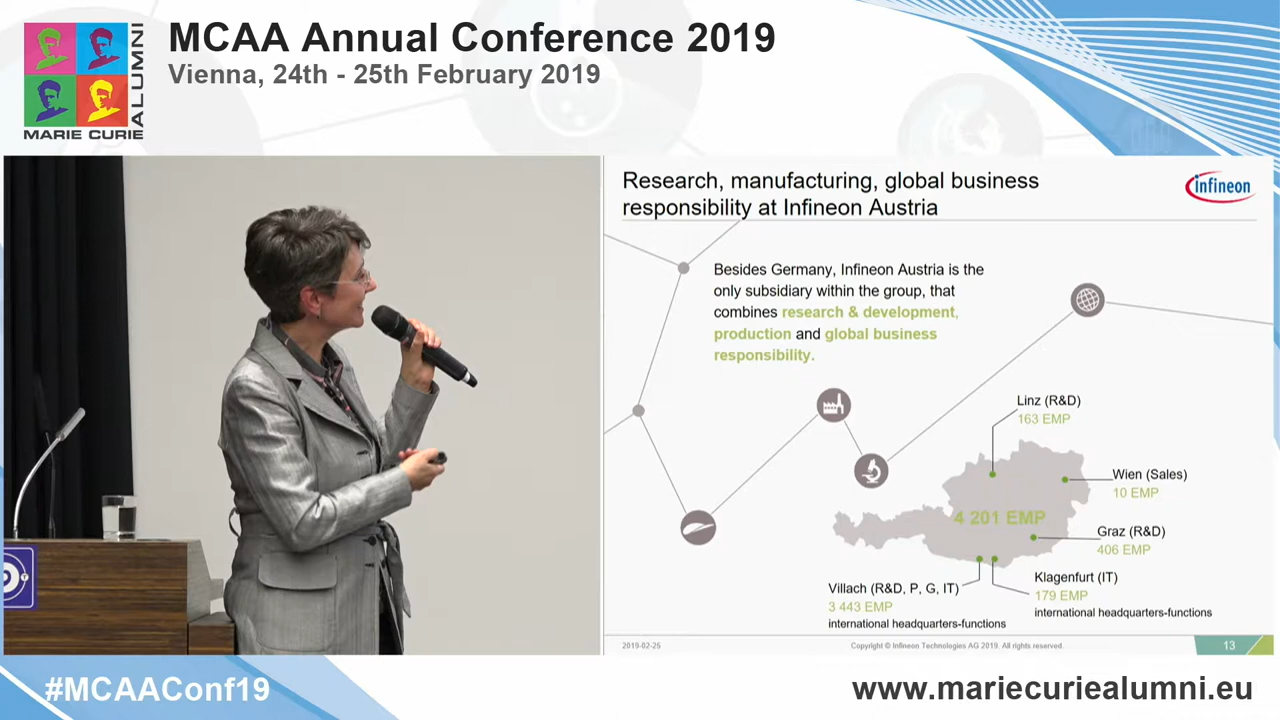 MCAA Annual Conference 2019
Vienna, 24th - 25th February 2019
MARIE CURIE
ALUMNI
Research, manufacturing, global business
responsibility at Infineon Austria
infineon
Besides Germany, Infineon Austria is the
only subsidiary within the group, that
combines research & development,
production and global business
responsibility.
Linz (R&D)
163 EMP
Wien (Sales)
10 EMP
4 201 EMP
Graz (R&D)
406 EMP
Klagenfurt (IT)
179 EMP
international headquarters-functions
Villach (R&D, P, G, IT)
3 443 EMP
international headquarters-functions
2019-02-25
Copyright © Infineon Technologies AG 2019. All rights reserved.
13
#MCAAConf19
www.mariecuriealumni.eu